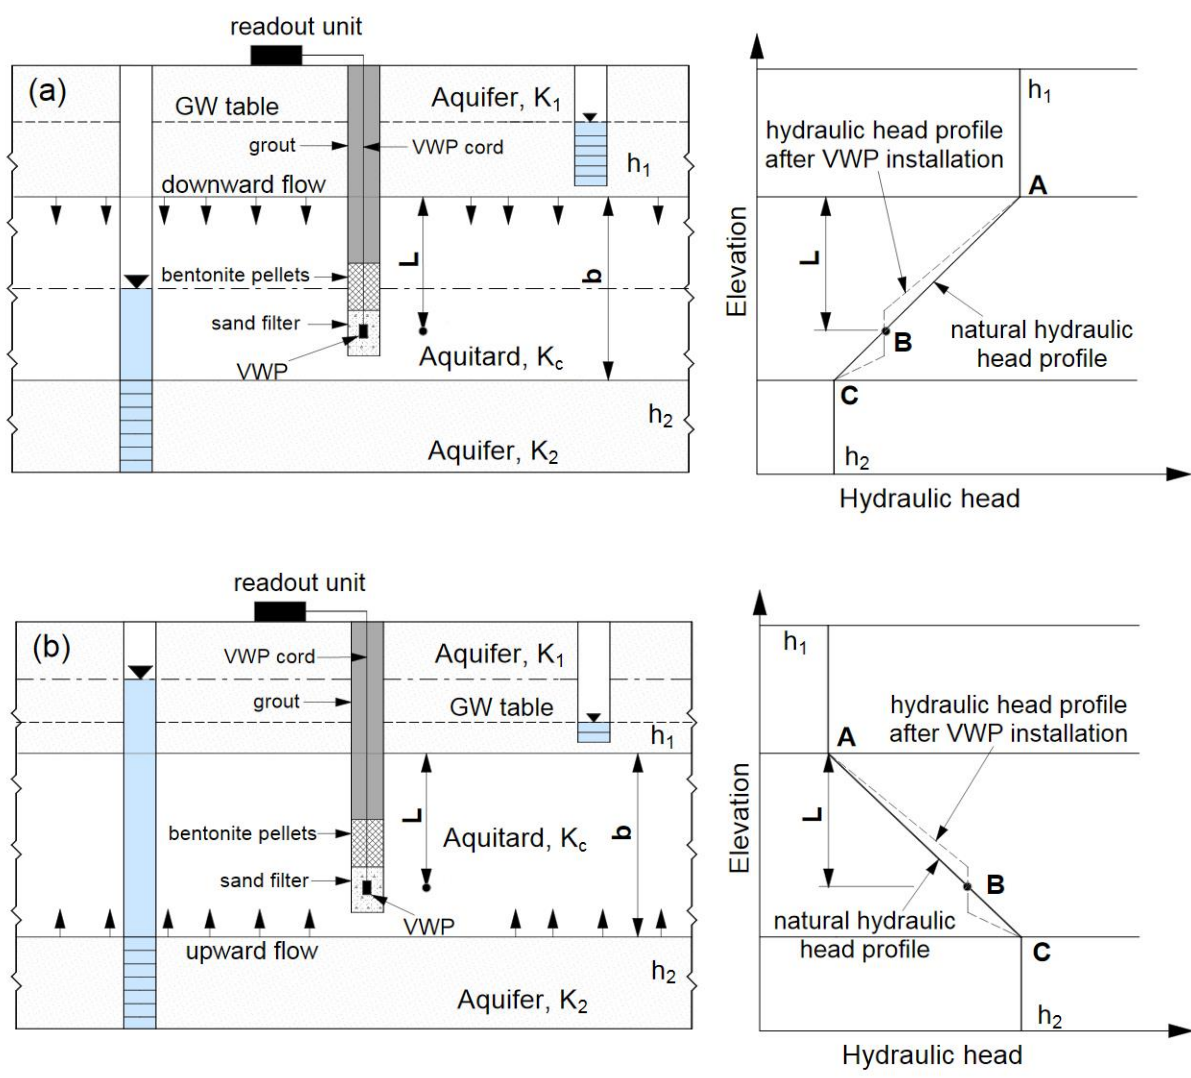 readout unit
(a)
GW table
Aquifer, K1
grout
VWP cord
h1
downward flow
L
b
bentonite pellets
sand filter
VWP
Aquitard, Kc
h2
Aquifer, K2
Elevation
h1
hydraulic head profile
after VWP installation
A
L
B
natural hydraulic
head profile
C
h2
Hydraulic head
readout unit
(b)
VWP cord
Aquifer, K1
grout
GW table
h1
L
b
bentonite pellets
Aquitard, Kc
sand filter
VWP
upward flow
h2
Aquifer, K2
Elevation
h1
hydraulic head profile
after VWP installation
A
L
B
natural hydraulic
head profile
C
h2
Hydraulic head